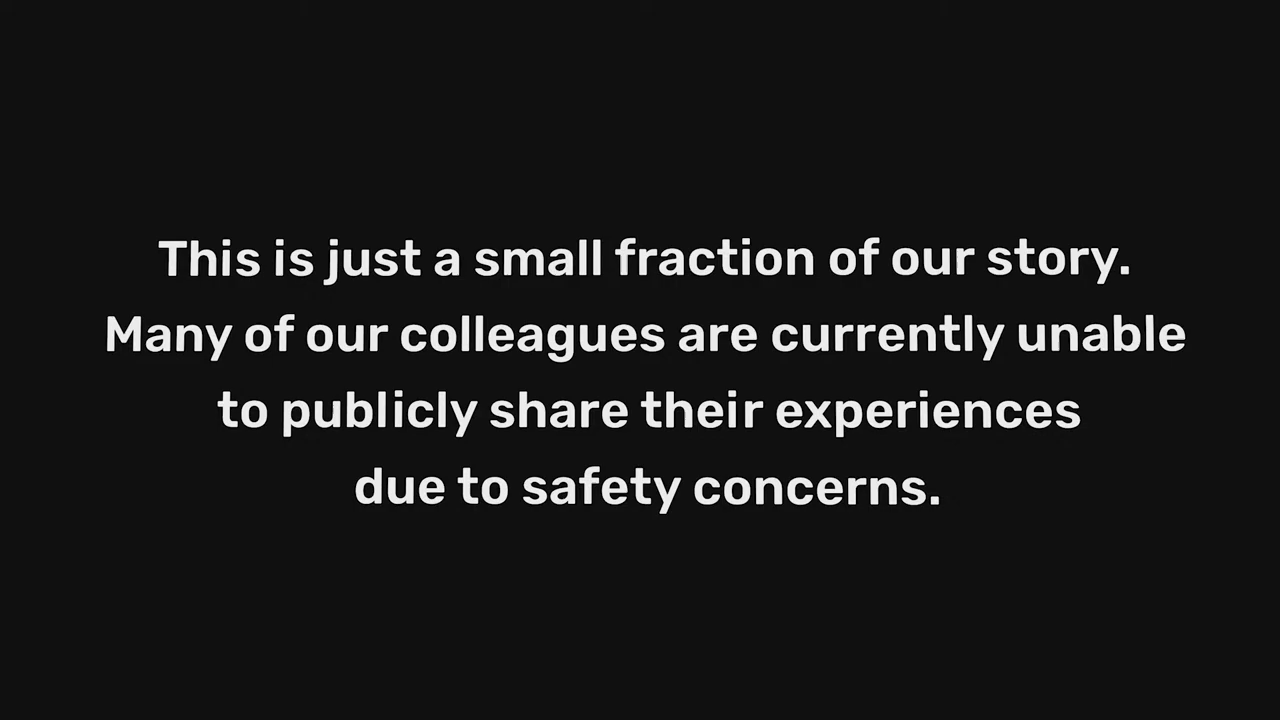 This is just a small fraction of our story.
Many of our colleagues are currently unable
to publicly share their experiences
due to safety concerns.